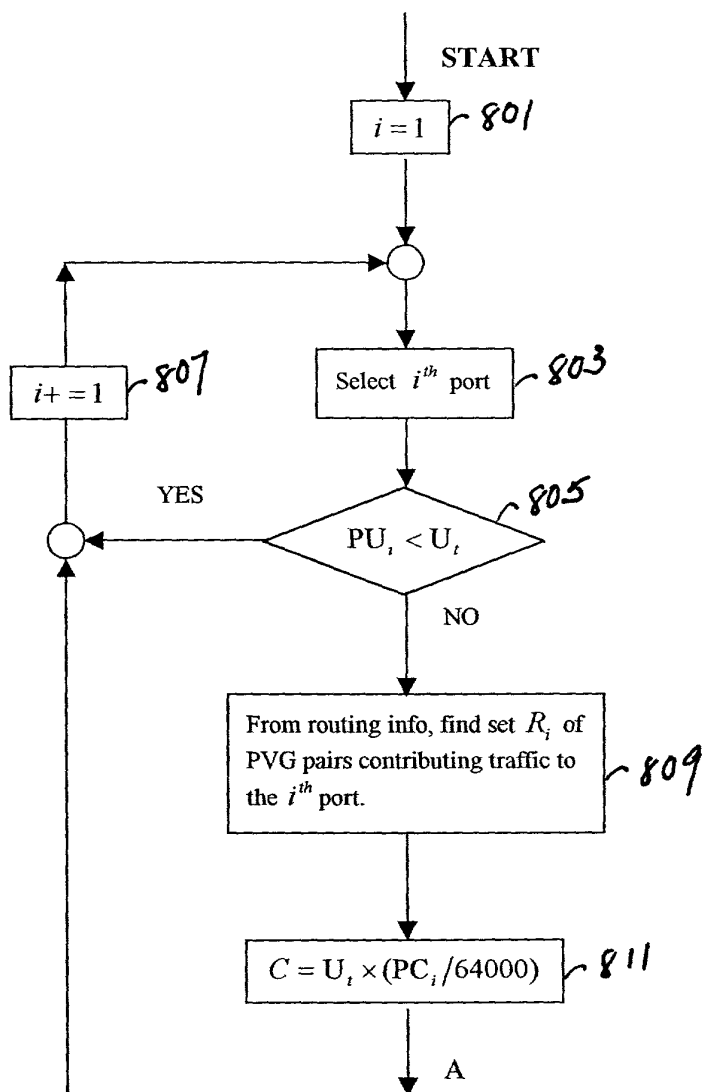 START
i = 1
801
i+ = 1
807
Select i^th port
803
YES
PU_i < U_t
805
NO
From routing info, find set R_i of
PVG pairs contributing traffic to
the i^th port.
809
C = U_t × (PC_i /64000)
811
A